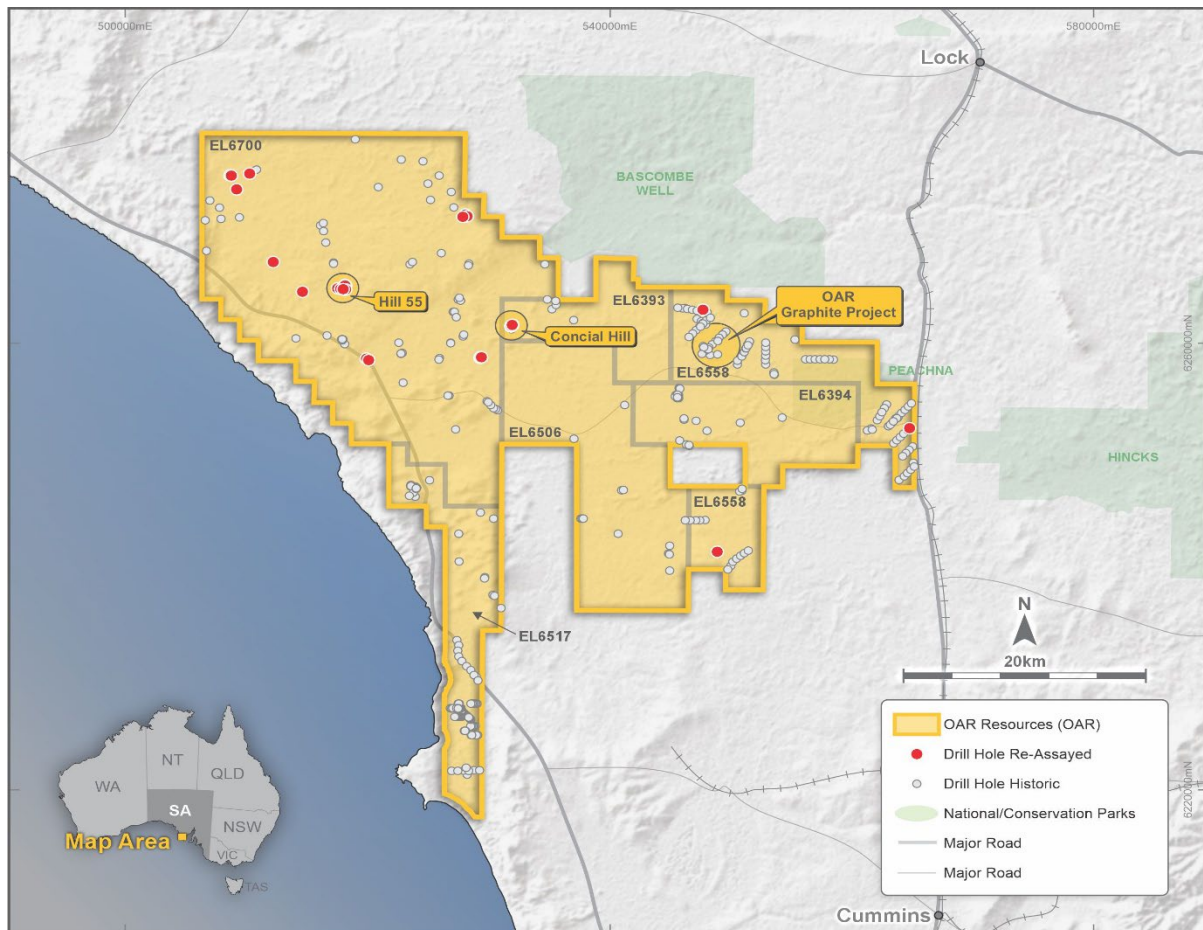 500000mE
540000mE
580000mE
Lock
EL6700
BASCOMBE
WELL
Hill 55
EL6393
OAR
Graphite Project
Concial Hill
6260000mN
EL6558
PEACHNA
EL6394
EL6506
HINCKS
EL6558
EL6517
N
20km
OAR Resources (OAR)
Drill Hole Re-Assayed
Drill Hole Historic
National/Conservation Parks
Major Road
Major Road
6220000mN
NT
QLD
WA
SA
NSW
Map Area
VIC
TAS
Cummins